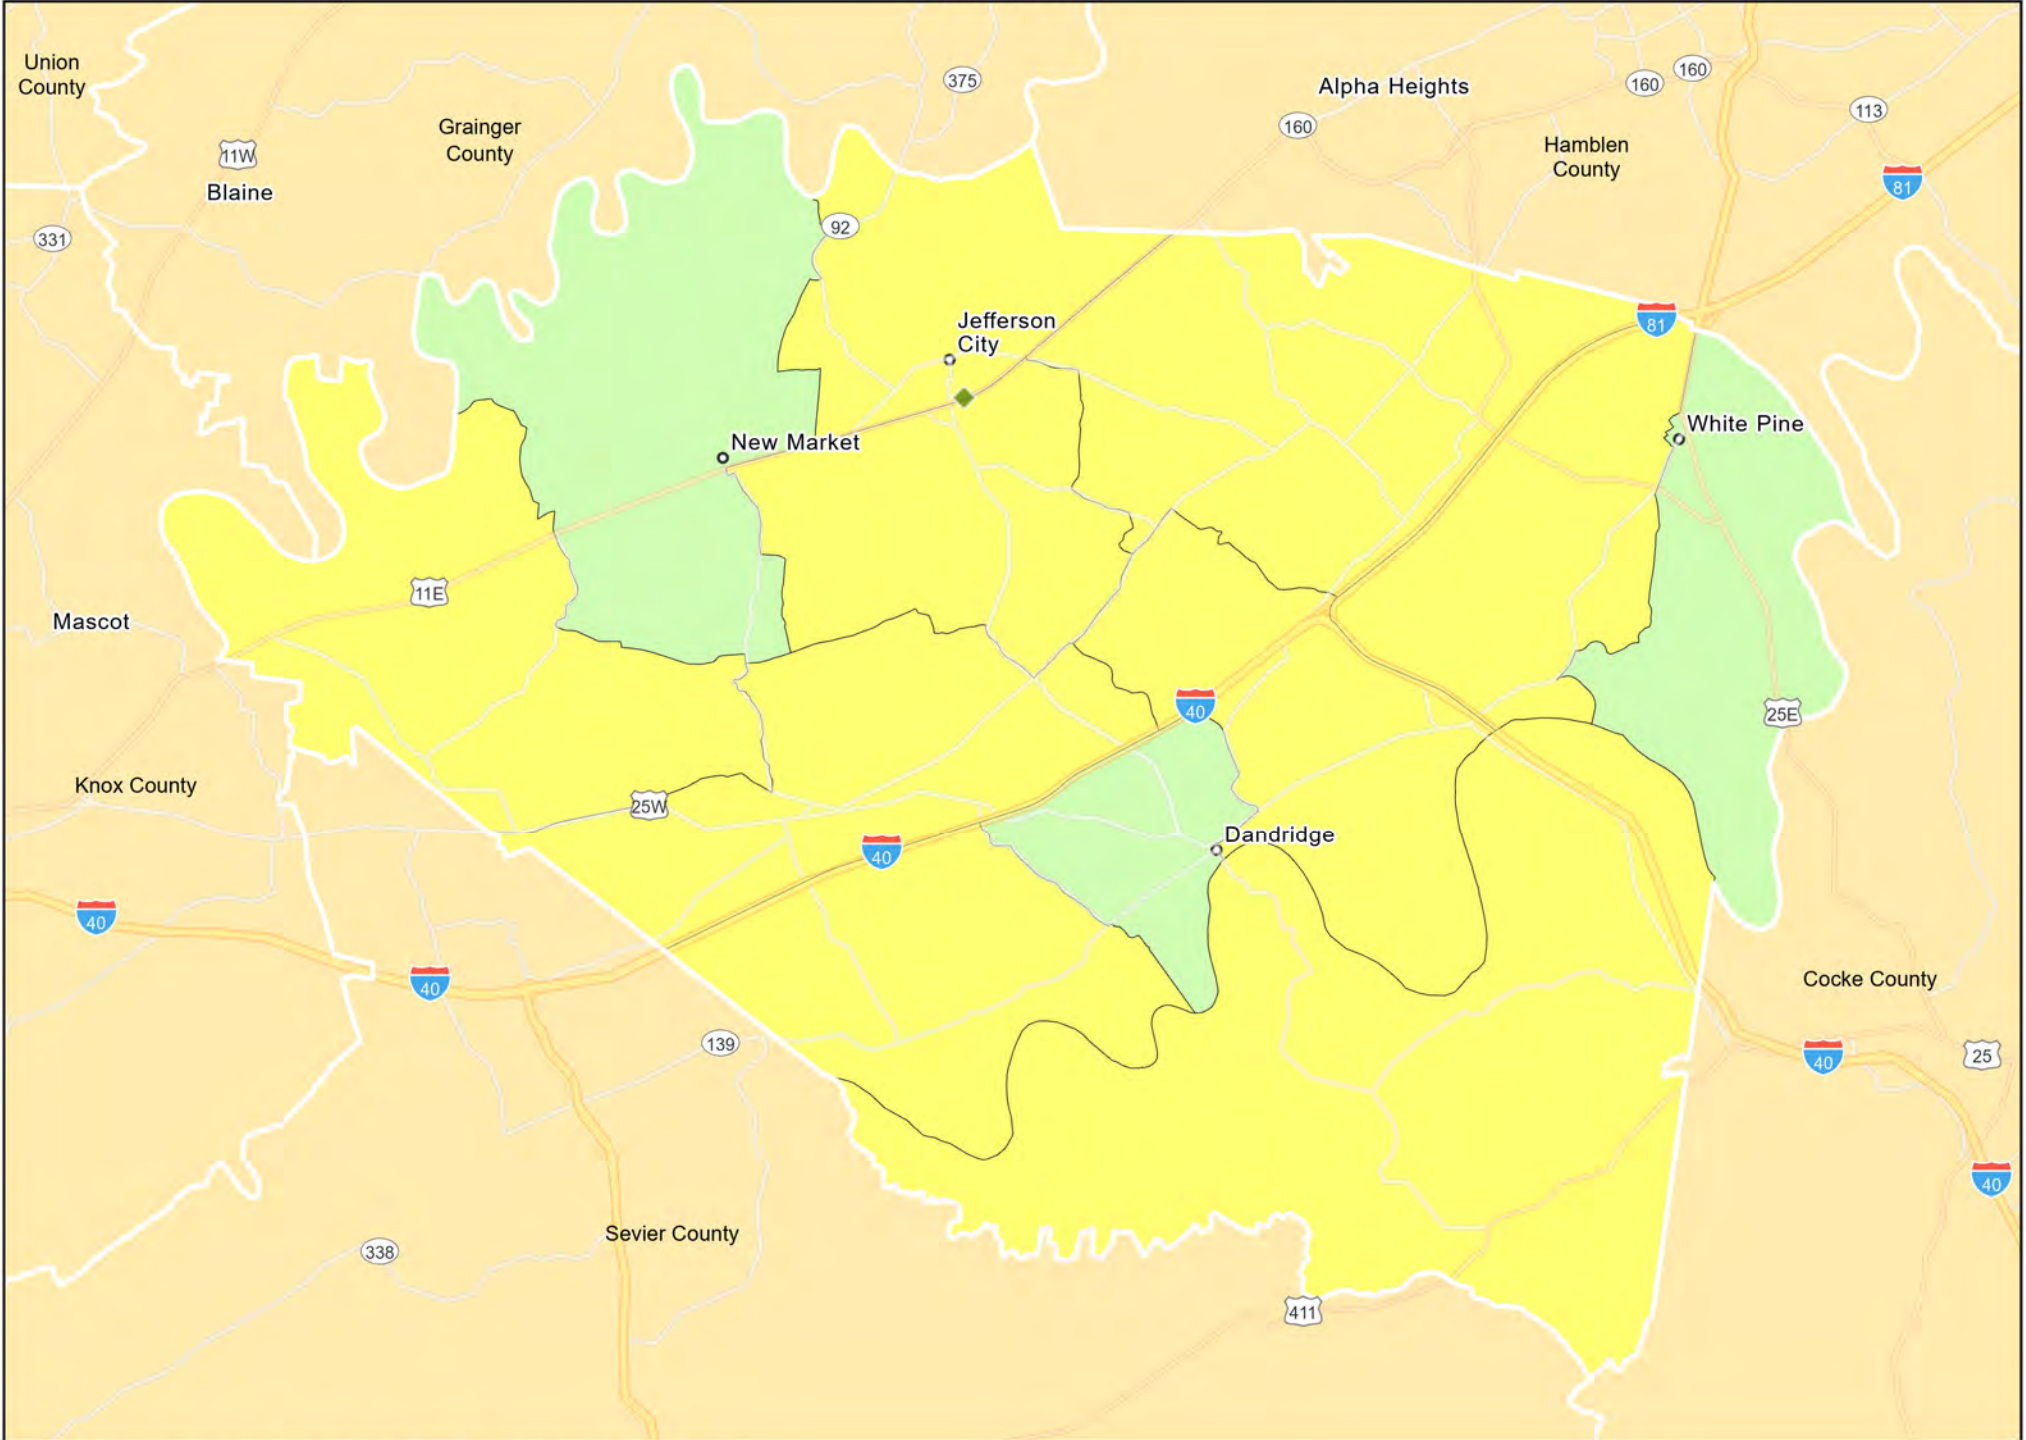 Union
County
375
160
160
Alpha Heights
113
160
Grainger
County
11W
Hamblen
County
Blaine
81
331
92
Jefferson
City
81
New Market
White Pine
11E
Mascot
40
25E
Knox County
25W
Dandridge
40
40
40
Cocke County
139
40
25
40
Sevier County
338
411